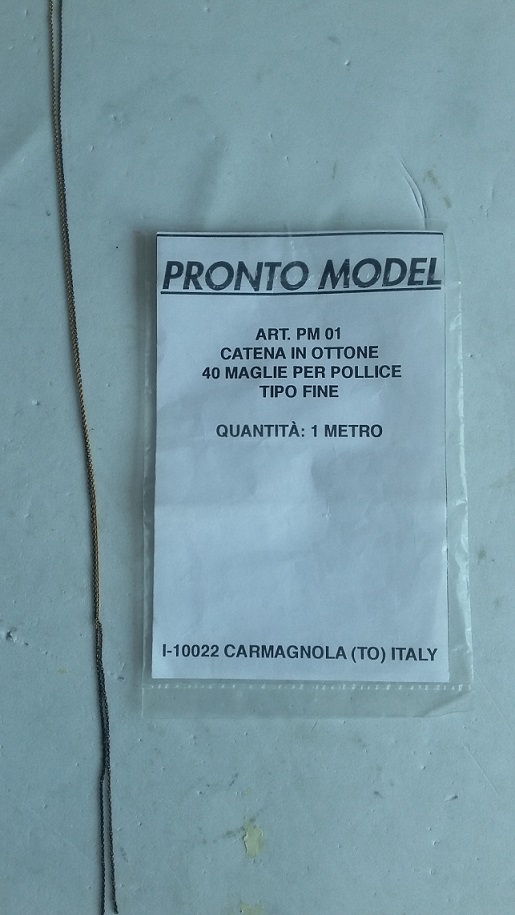 PRONTO MODEL
ART. PM 01
CATENA IN OTTONE
40 MAGLIE PER POLLICE
TIPO FINE
QUANTITÀ: 1 METRO
I-10022 CARMAGNOLA (TO) ITALY